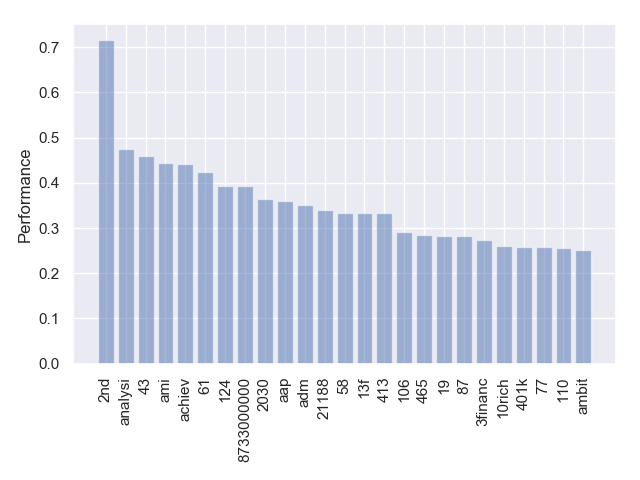 0.7
0.6
0.5
0.4
0.3
0.2
0.1
0.0
Performance
2nd
analysi
43
ami
achiev
61
124
8733000000
2030
aap
adm
21188
58
13f
413
106
465
19
87
3financ
10rich
401k
77
110
ambit